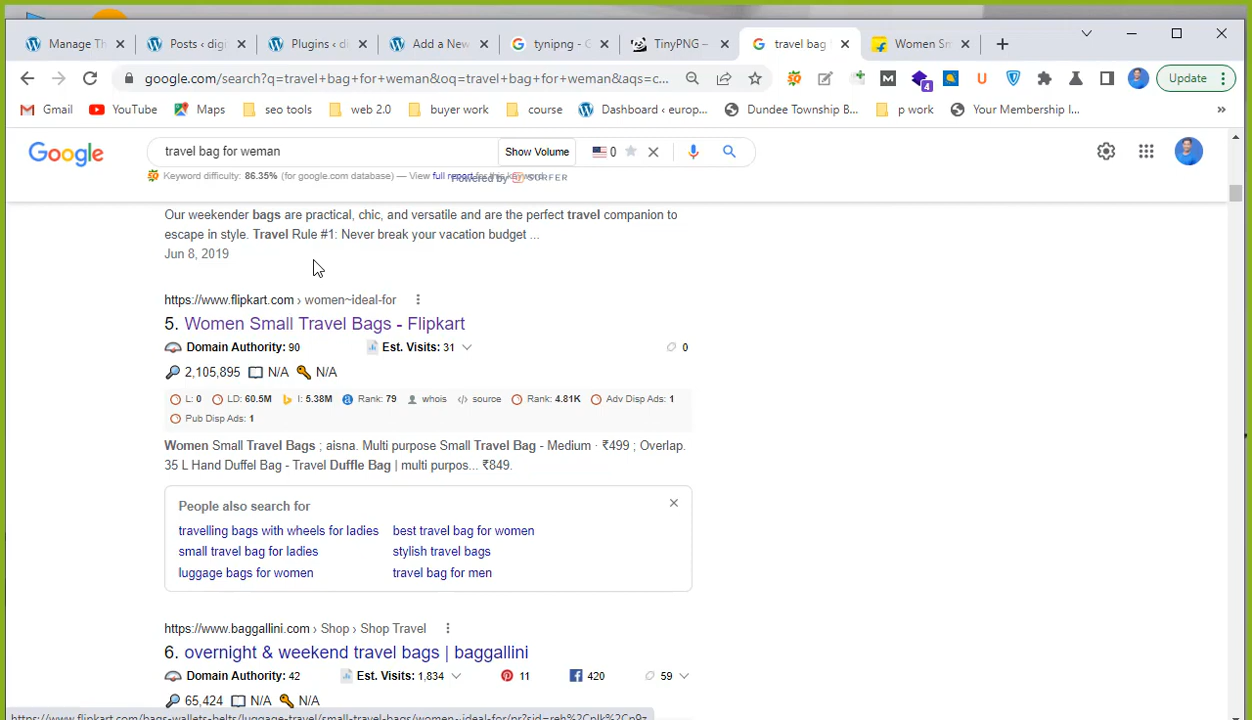 Manage Th
Posts ‹ digi
Plugins ‹ di
Add a New
tynipng - G
TinyPNG –
travel bag
Women Sm
google.com/search?q=travel+bag+for+weman&oq=travel+bag+for+weman&aqs=c...
4
Update
Gmail
YouTube
Maps
seo tools
web 2.0
buyer work
course
Dashboard ‹ europ...
Dundee Township B...
p work
Your Membership I...
»
Google
travel bag for weman
Show Volume
0
Keyword difficulty: 86.35% (for google.com database) — View full report for this keyword
Powered by SURFER
Our weekender bags are practical, chic, and versatile and are the perfect travel companion to
escape in style. Travel Rule #1: Never break your vacation budget ...
Jun 8, 2019
https://www.flipkart.com › women~ideal-for
5. Women Small Travel Bags - Flipkart
Domain Authority: 90 Est. Visits: 31 0
2,105,895 N/A N/A
L: 0 LD: 60.5M I: 5.38M Rank: 79 whois source Rank: 4.81K Adv Disp Ads: 1
Pub Disp Ads: 1
Women Small Travel Bags ; aisna. Multi purpose Small Travel Bag - Medium · ₹499 ; Overlap.
35 L Hand Duffel Bag - Travel Duffle Bag | multi purpos... ₹849.
People also search for
travelling bags with wheels for ladies best travel bag for women
small travel bag for ladies stylish travel bags
luggage bags for women travel bag for men
https://www.baggallini.com › Shop › Shop Travel
6. overnight & weekend travel bags | baggallini
Domain Authority: 42 Est. Visits: 1,834 11 420 59
65,424 N/A N/A